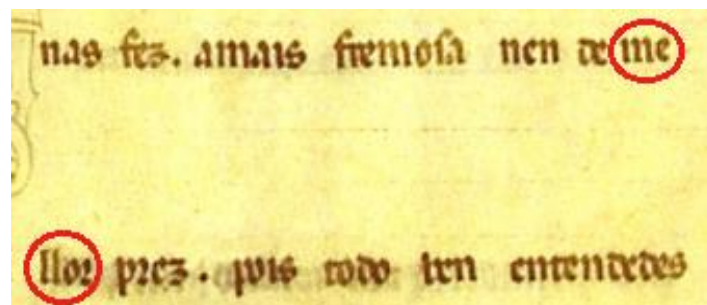 nas fez. amais fremosa nen de me
llor prez. pois todo ben entendedes